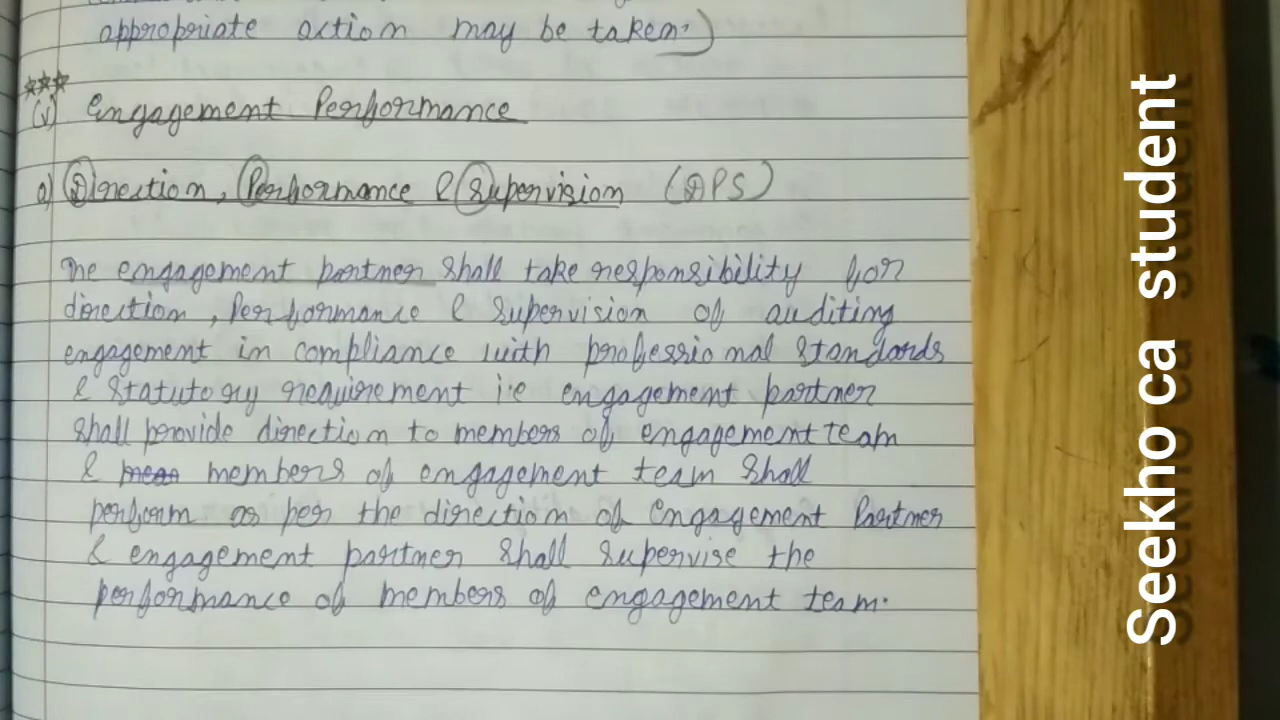 appropriate action may be taken.)
***
(v) Engagement Performance
a) Direction, Performance & Supervision (DPS)
The engagement partner shall take responsibility for
direction, Performance & supervision of auditing
engagement in compliance with professional standards
& statutory requirement i.e engagement partner
shall provide direction to members of engagement team
& members of engagement team shall
perform as per the direction of engagement Partner
& engagement partner shall supervise the
performance of members of engagement team.
Seekho ca student